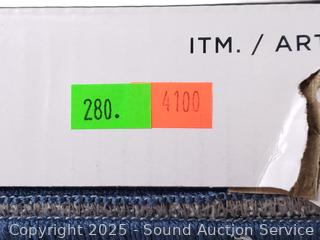 ITM. / ART
280. 4100
Copyright 2025 - Sound Auction Service